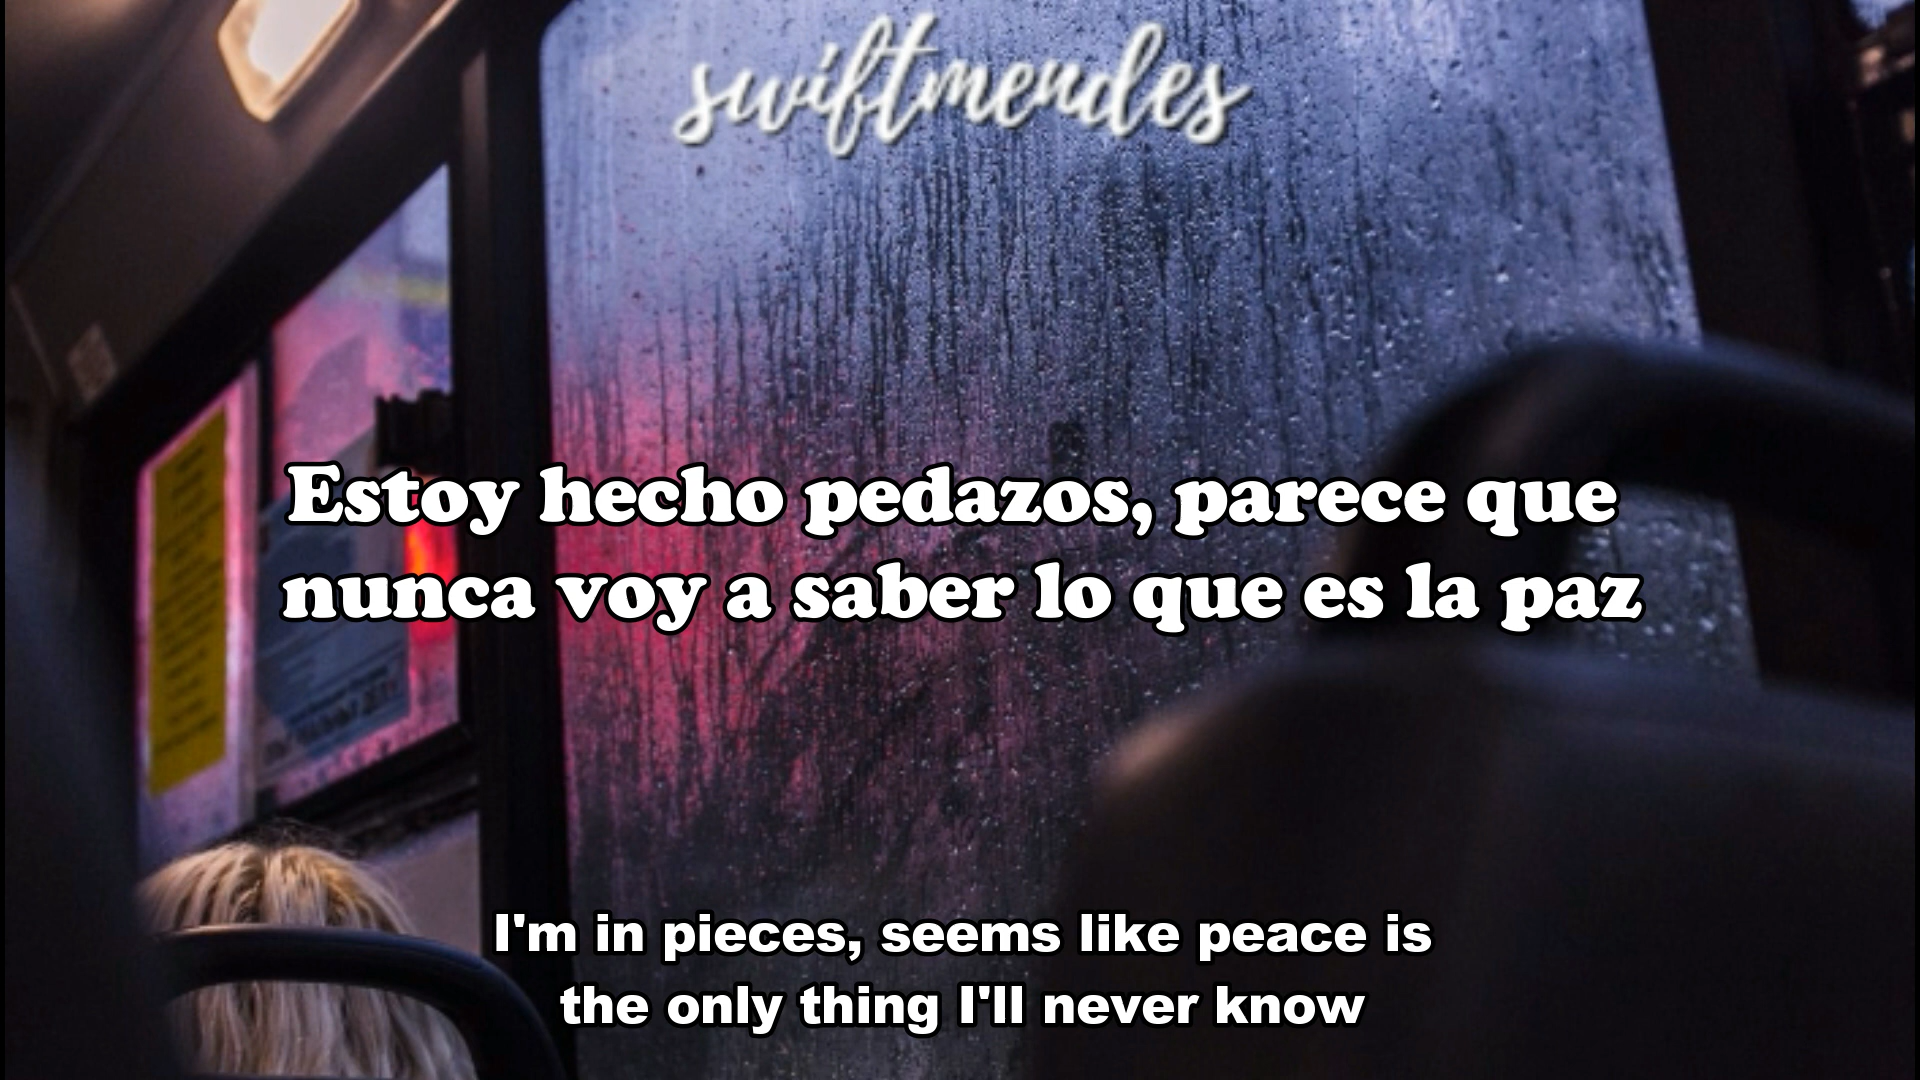 swiftmendes
Estoy hecho pedazos, parece que
nunca voy a saber lo que es la paz
I'm in pieces, seems like peace is
the only thing I'll never know